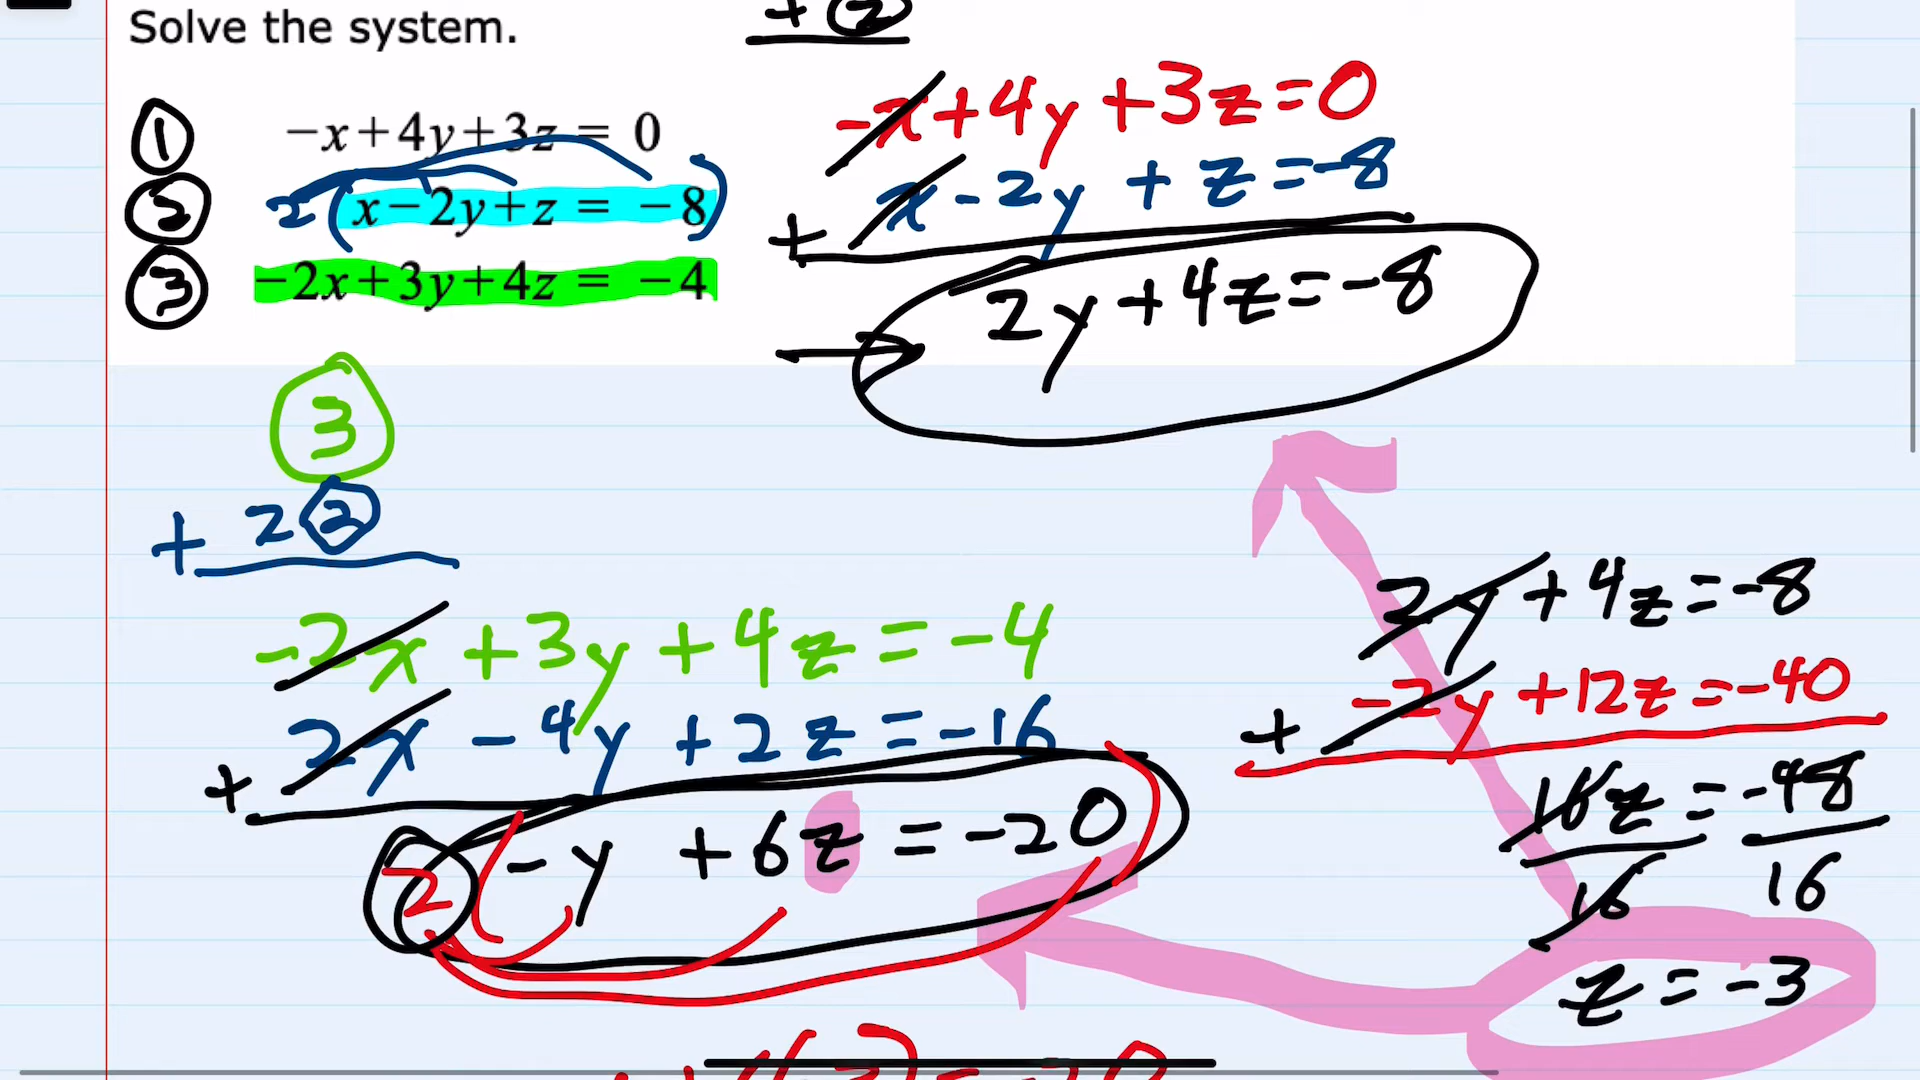 Solve the system.
① -x+4y+3z = 0
② 2(x-2y+z = -8)
③ -2x+3y+4z = -4
+ ②
-x+4y+3z=0
x-2y+z=-8
+
2y+4z=-8
③
+ 2②
-2x+3y+4z=-4
2x-4y+2z=-16
+
2(-y+6z=-20)
2y+4z=-8
-2y+12z=-40
+
16z=-48
16 16
z=-3